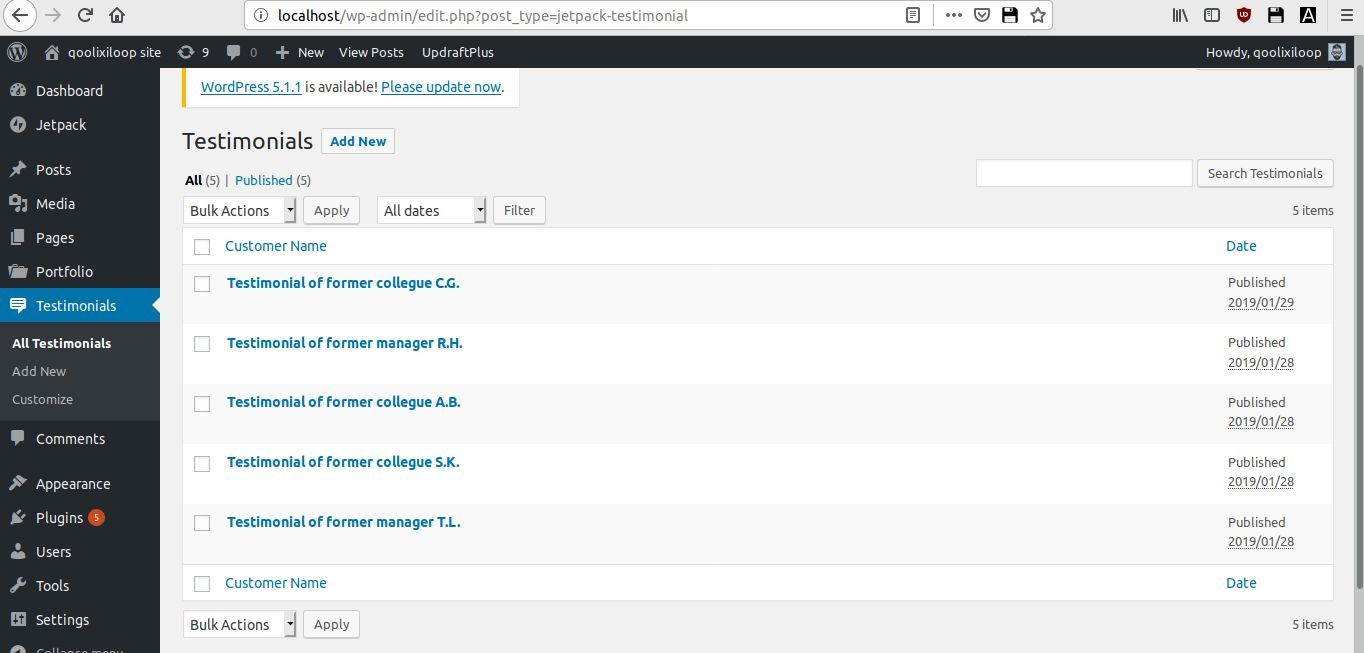 localhost/wp-admin/edit.php?post_type=jetpack-testimonial
qoolixiloop site 9 0 New View Posts UpdraftPlus Howdy, qoolixiloop
Dashboard
Jetpack
Posts
Media
Pages
Portfolio
Testimonials
All Testimonials
Add New
Customize
Comments
Appearance
Plugins 5
Users
Tools
Settings
Collapse menu
WordPress 5.1.1 is available! Please update now.
Testimonials Add New
All (5) | Published (5)
Search Testimonials
Bulk Actions Apply All dates Filter 5 items
Customer Name Date
Testimonial of former collegue C.G. Published
2019/01/29
Testimonial of former manager R.H. Published
2019/01/28
Testimonial of former collegue A.B. Published
2019/01/28
Testimonial of former collegue S.K. Published
2019/01/28
Testimonial of former manager T.L. Published
2019/01/28
Customer Name Date
Bulk Actions Apply 5 items